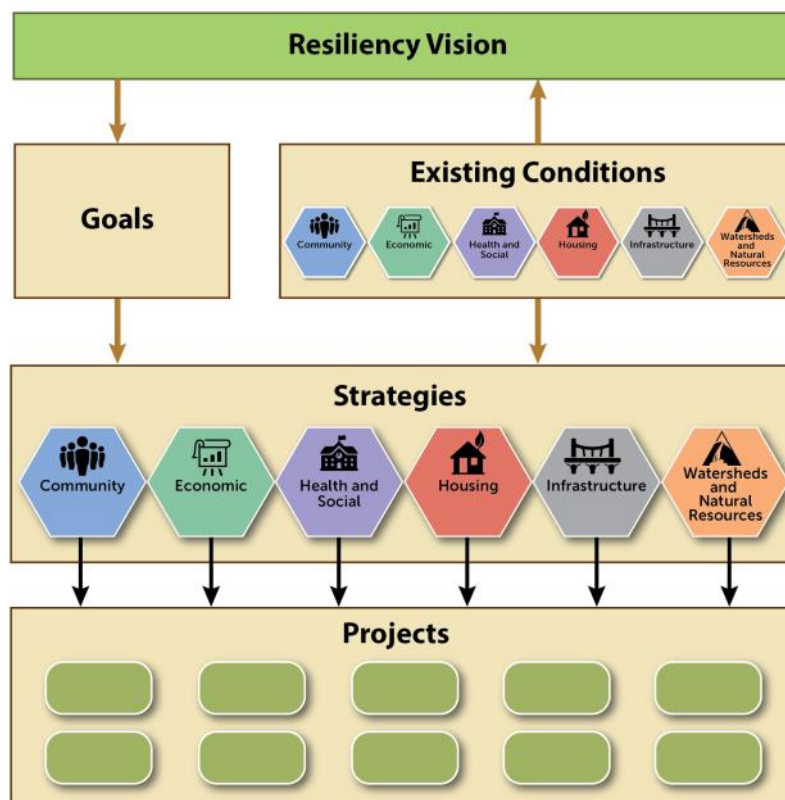 Resiliency Vision
Goals
Existing Conditions
Community
Economic
Health and
Social
Housing
Infrastructure
Watersheds
and
Natural
Resources
Strategies
Community
Economic
Health and
Social
Housing
Infrastructure
Watersheds
and
Natural
Resources
Projects